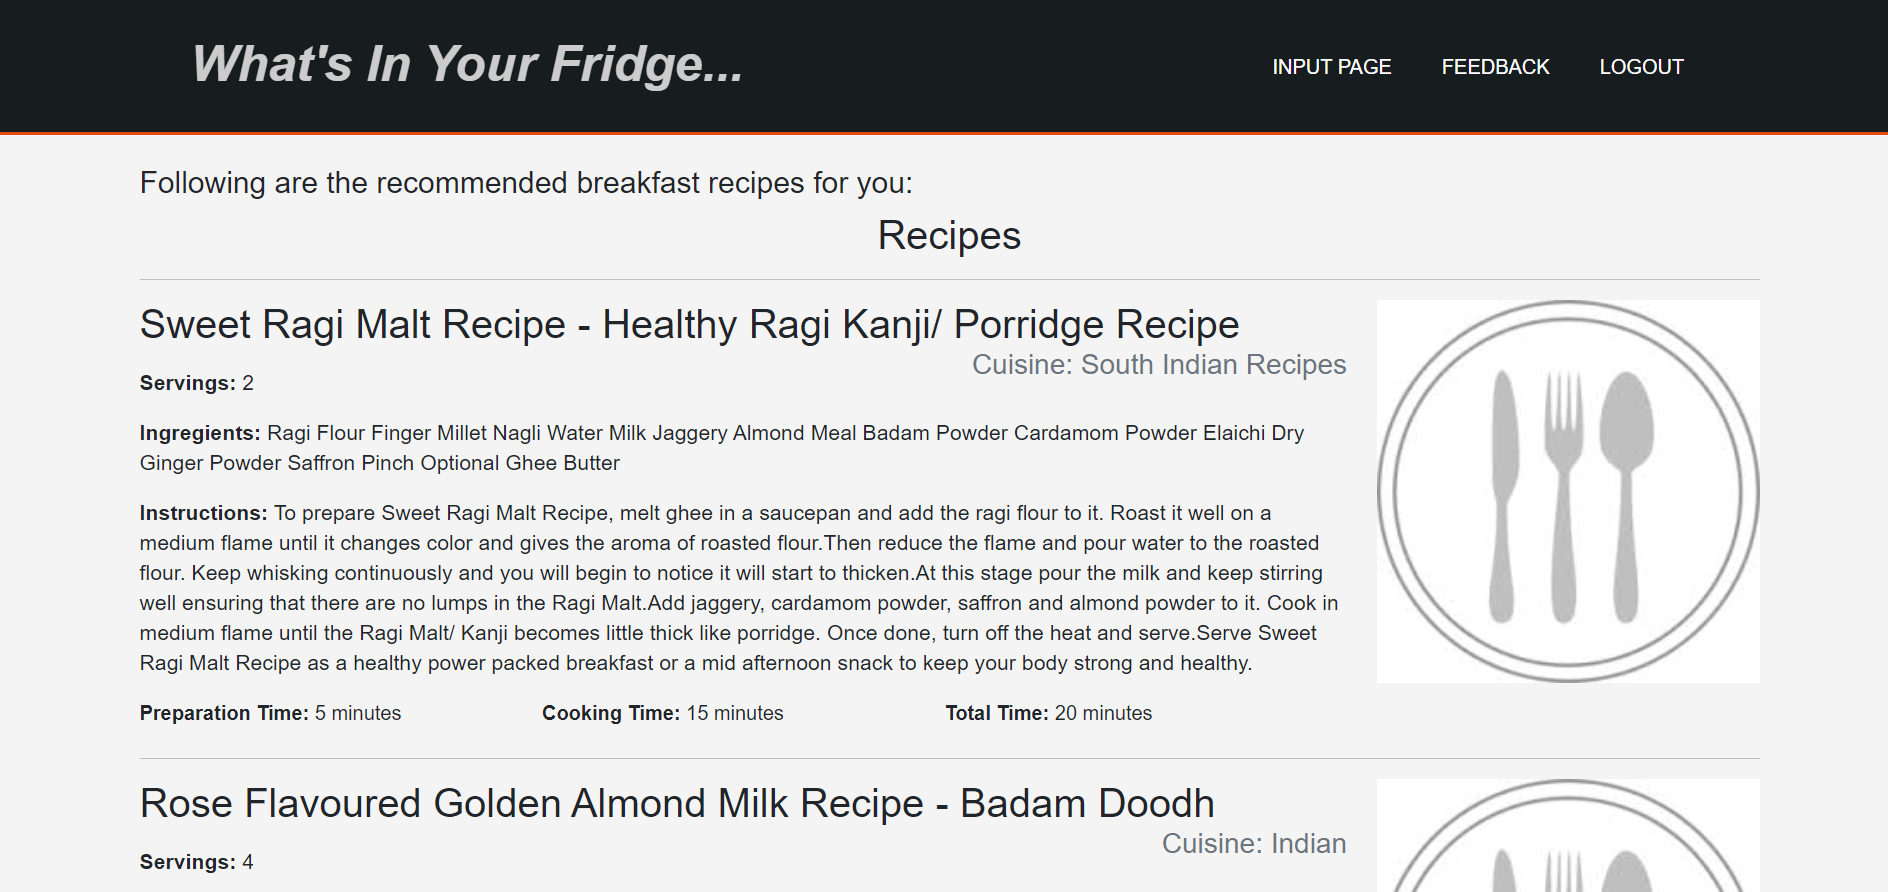 What's In Your Fridge...
INPUT PAGE FEEDBACK LOGOUT
Following are the recommended breakfast recipes for you:
Recipes
Sweet Ragi Malt Recipe - Healthy Ragi Kanji/ Porridge Recipe
Cuisine: South Indian Recipes
Servings: 2
Ingregients: Ragi Flour Finger Millet Nagli Water Milk Jaggery Almond Meal Badam Powder Cardamom Powder Elaichi Dry
Ginger Powder Saffron Pinch Optional Ghee Butter
Instructions: To prepare Sweet Ragi Malt Recipe, melt ghee in a saucepan and add the ragi flour to it. Roast it well on a
medium flame until it changes color and gives the aroma of roasted flour.Then reduce the flame and pour water to the roasted
flour. Keep whisking continuously and you will begin to notice it will start to thicken.At this stage pour the milk and keep stirring
well ensuring that there are no lumps in the Ragi Malt.Add jaggery, cardamom powder, saffron and almond powder to it. Cook in
medium flame until the Ragi Malt/ Kanji becomes little thick like porridge. Once done, turn off the heat and serve.Serve Sweet
Ragi Malt Recipe as a healthy power packed breakfast or a mid afternoon snack to keep your body strong and healthy.
Preparation Time: 5 minutes Cooking Time: 15 minutes Total Time: 20 minutes
Rose Flavoured Golden Almond Milk Recipe - Badam Doodh
Cuisine: Indian
Servings: 4